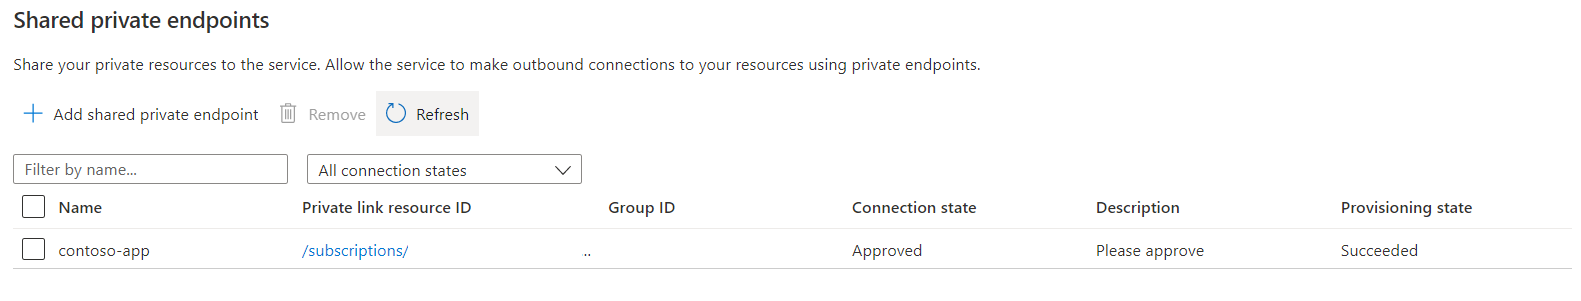 Shared private endpoints
Share your private resources to the service. Allow the service to make outbound connections to your resources using private endpoints.
Add shared private endpoint Remove Refresh
Filter by name... All connection states
Name Private link resource ID Group ID Connection state Description Provisioning state
contoso-app /subscriptions/ .. Approved Please approve Succeeded